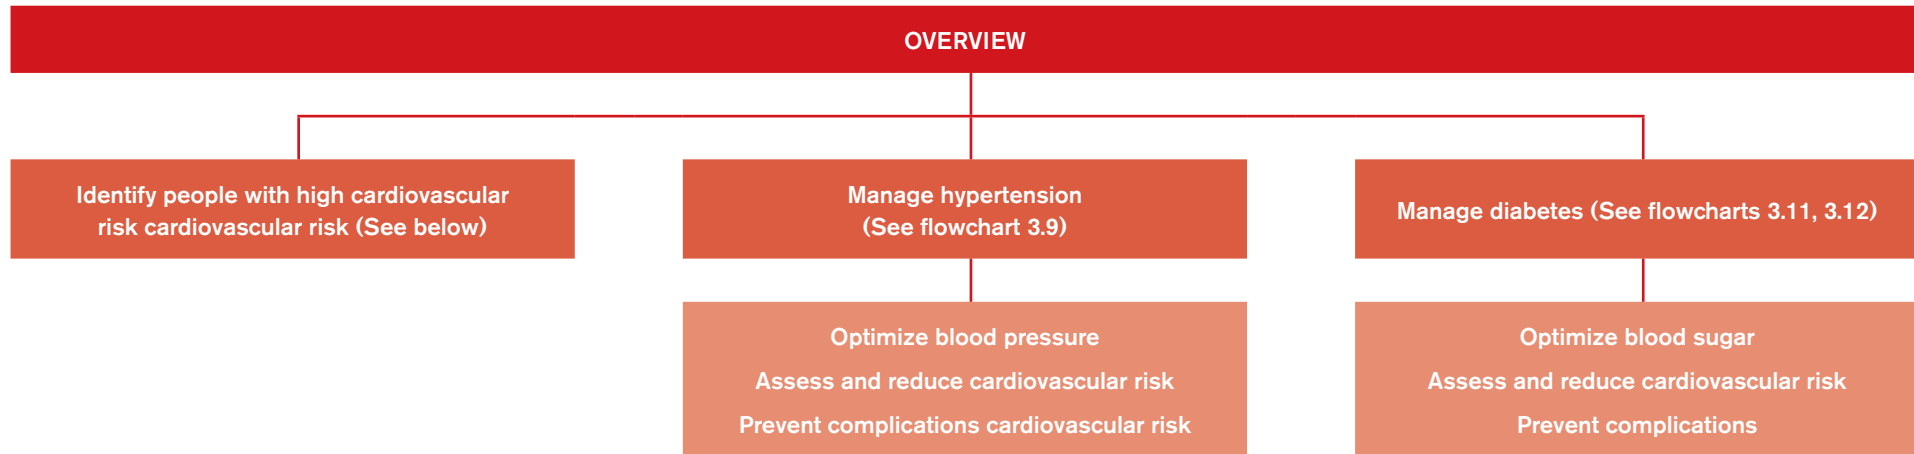 OVERVIEW
Identify people with high cardiovascular
risk cardiovascular risk (See below)
Manage hypertension
(See flowchart 3.9)
Manage diabetes (See flowcharts 3.11, 3.12)
Optimize blood pressure
Assess and reduce cardiovascular risk
Prevent complications cardiovascular risk
Optimize blood sugar
Assess and reduce cardiovascular risk
Prevent complications